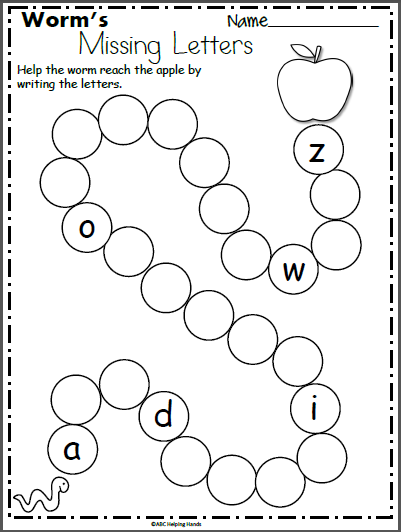 Worm's
Name
Missing Letters
Help the worm reach the apple by
writing the letters.
z
o
w
i
d
a
©ABC Helping Hands